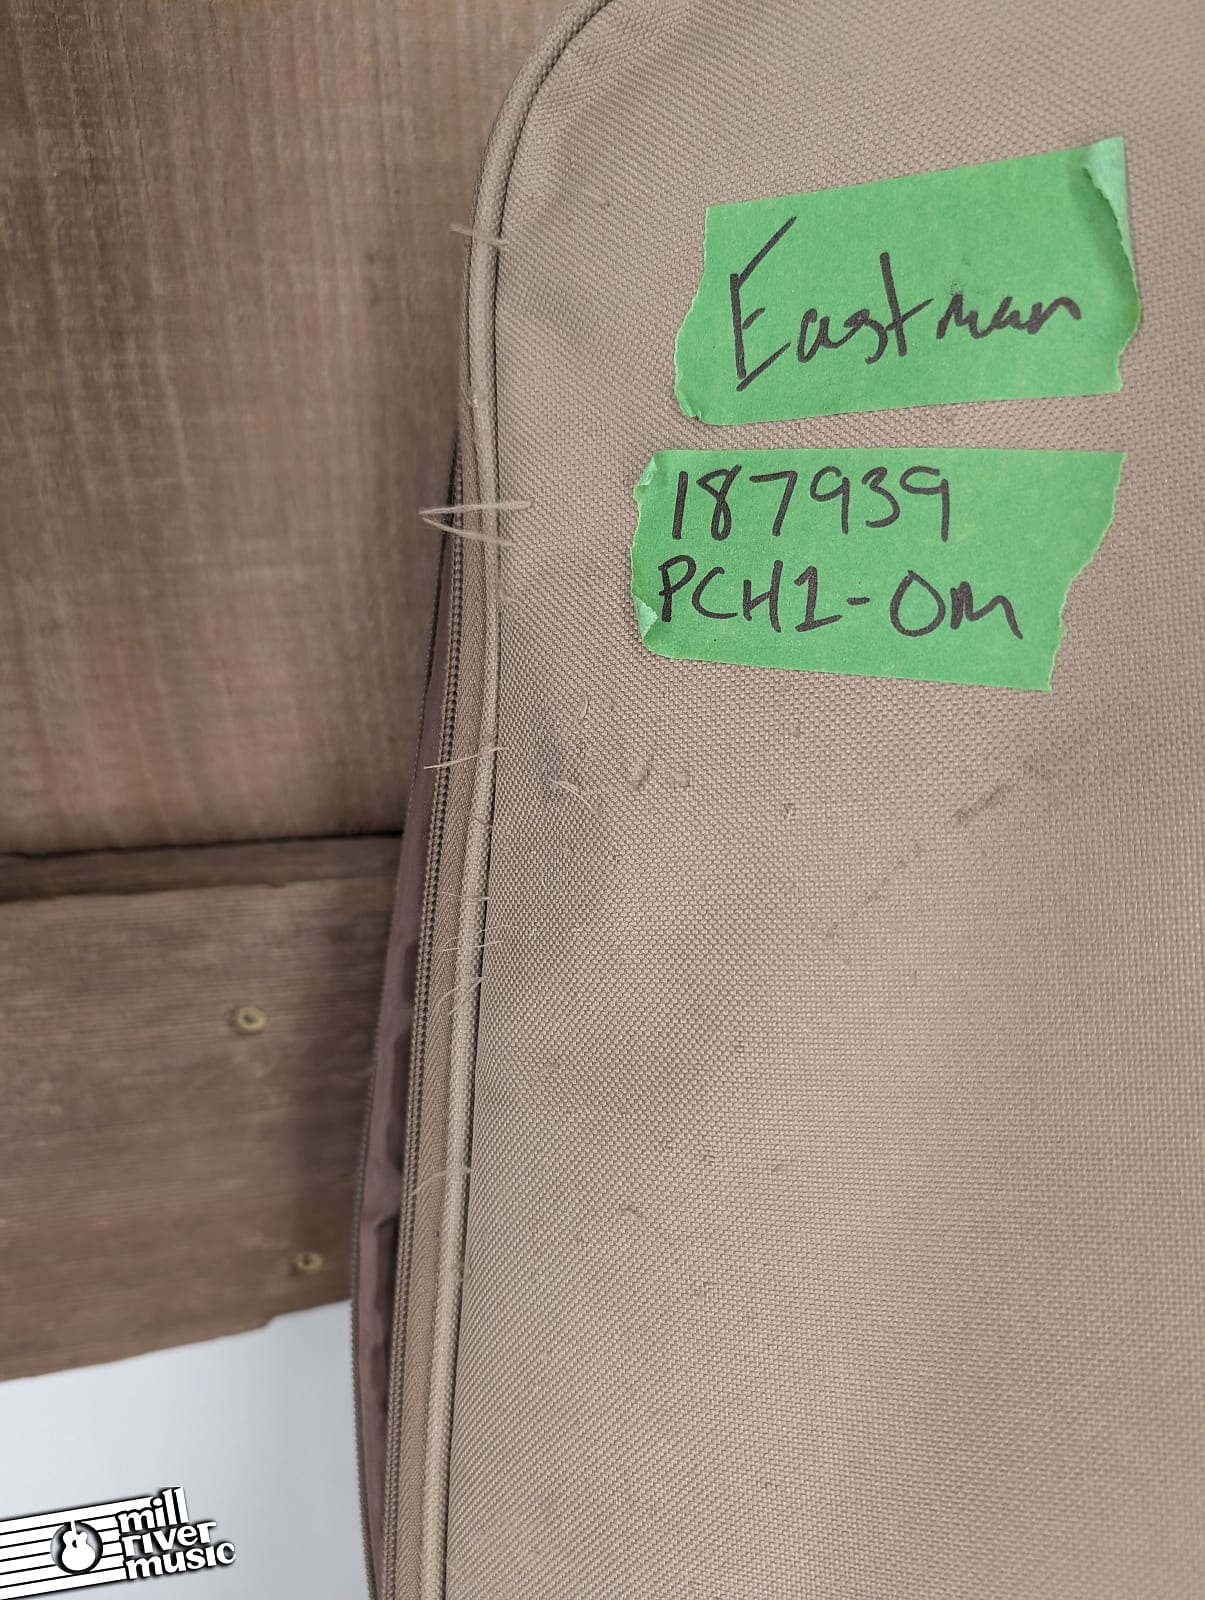 Eastman
187939
PCH1-OM
mill
river
music